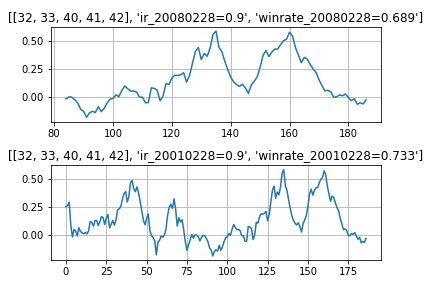 [[32, 33, 40, 41, 42], 'ir_20080228=0.9', 'winrate_20080228=0.689']
0.50
0.25
0.00
80 100 120 140 160 180
[[32, 33, 40, 41, 42], 'ir_20010228=0.9', 'winrate_20010228=0.733']
0.50
0.25
0.00
0 25 50 75 100 125 150 175